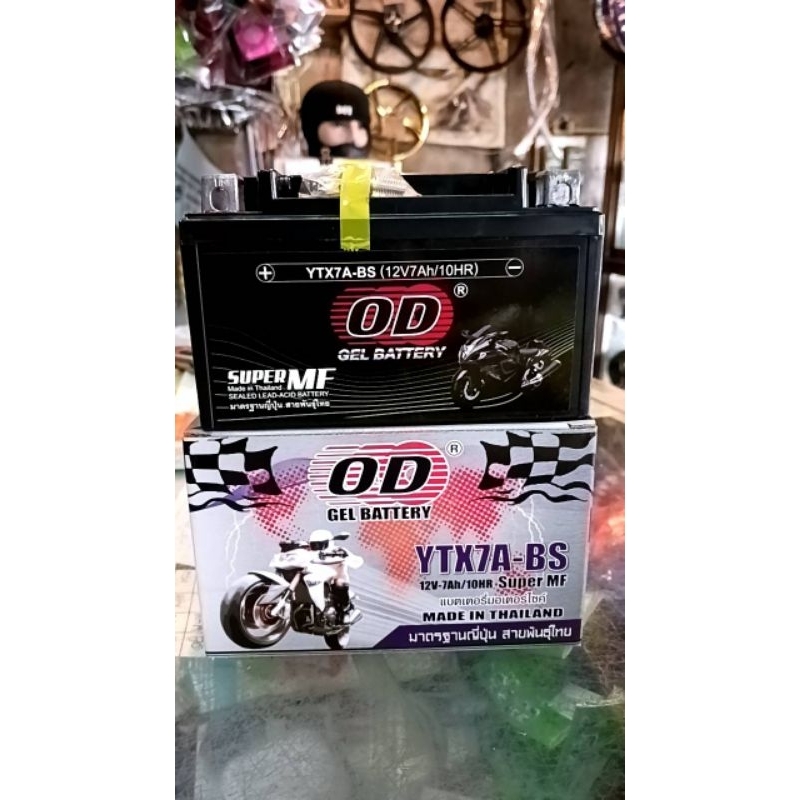 + YTX7A-BS (12V7Ah/10HR) -
OD ®
GEL BATTERY
SUPER MF
Made in Thailand
SEALED LEAD-ACID BATTERY
มาตรฐานญี่ปุ่น สายพันธุ์ไทย
OD ®
GEL BATTERY
YTX7A-BS
12V-7Ah/10HR Super MF
แบตเตอรี่มอเตอร์ไซค์
MADE IN THAILAND
มาตรฐานญี่ปุ่น สายพันธุ์ไทย